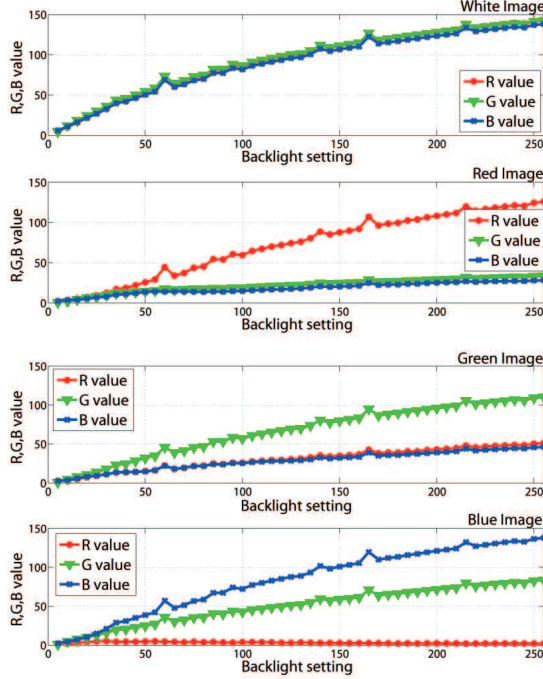 White Image
150
100
50
0
R,G,B value
R value
G value
B value
0 50 100 150 200 250
Backlight setting
Red Image
150
100
50
0
R,G,B value
R value
G value
B value
0 50 100 150 200 250
Backlight setting
Green Image
150
100
50
0
R,G,B value
R value
G value
B value
0 50 100 150 200 250
Backlight setting
Blue Image
150
100
50
0
R,G,B value
R value
G value
B value
0 50 100 150 200 250
Backlight setting